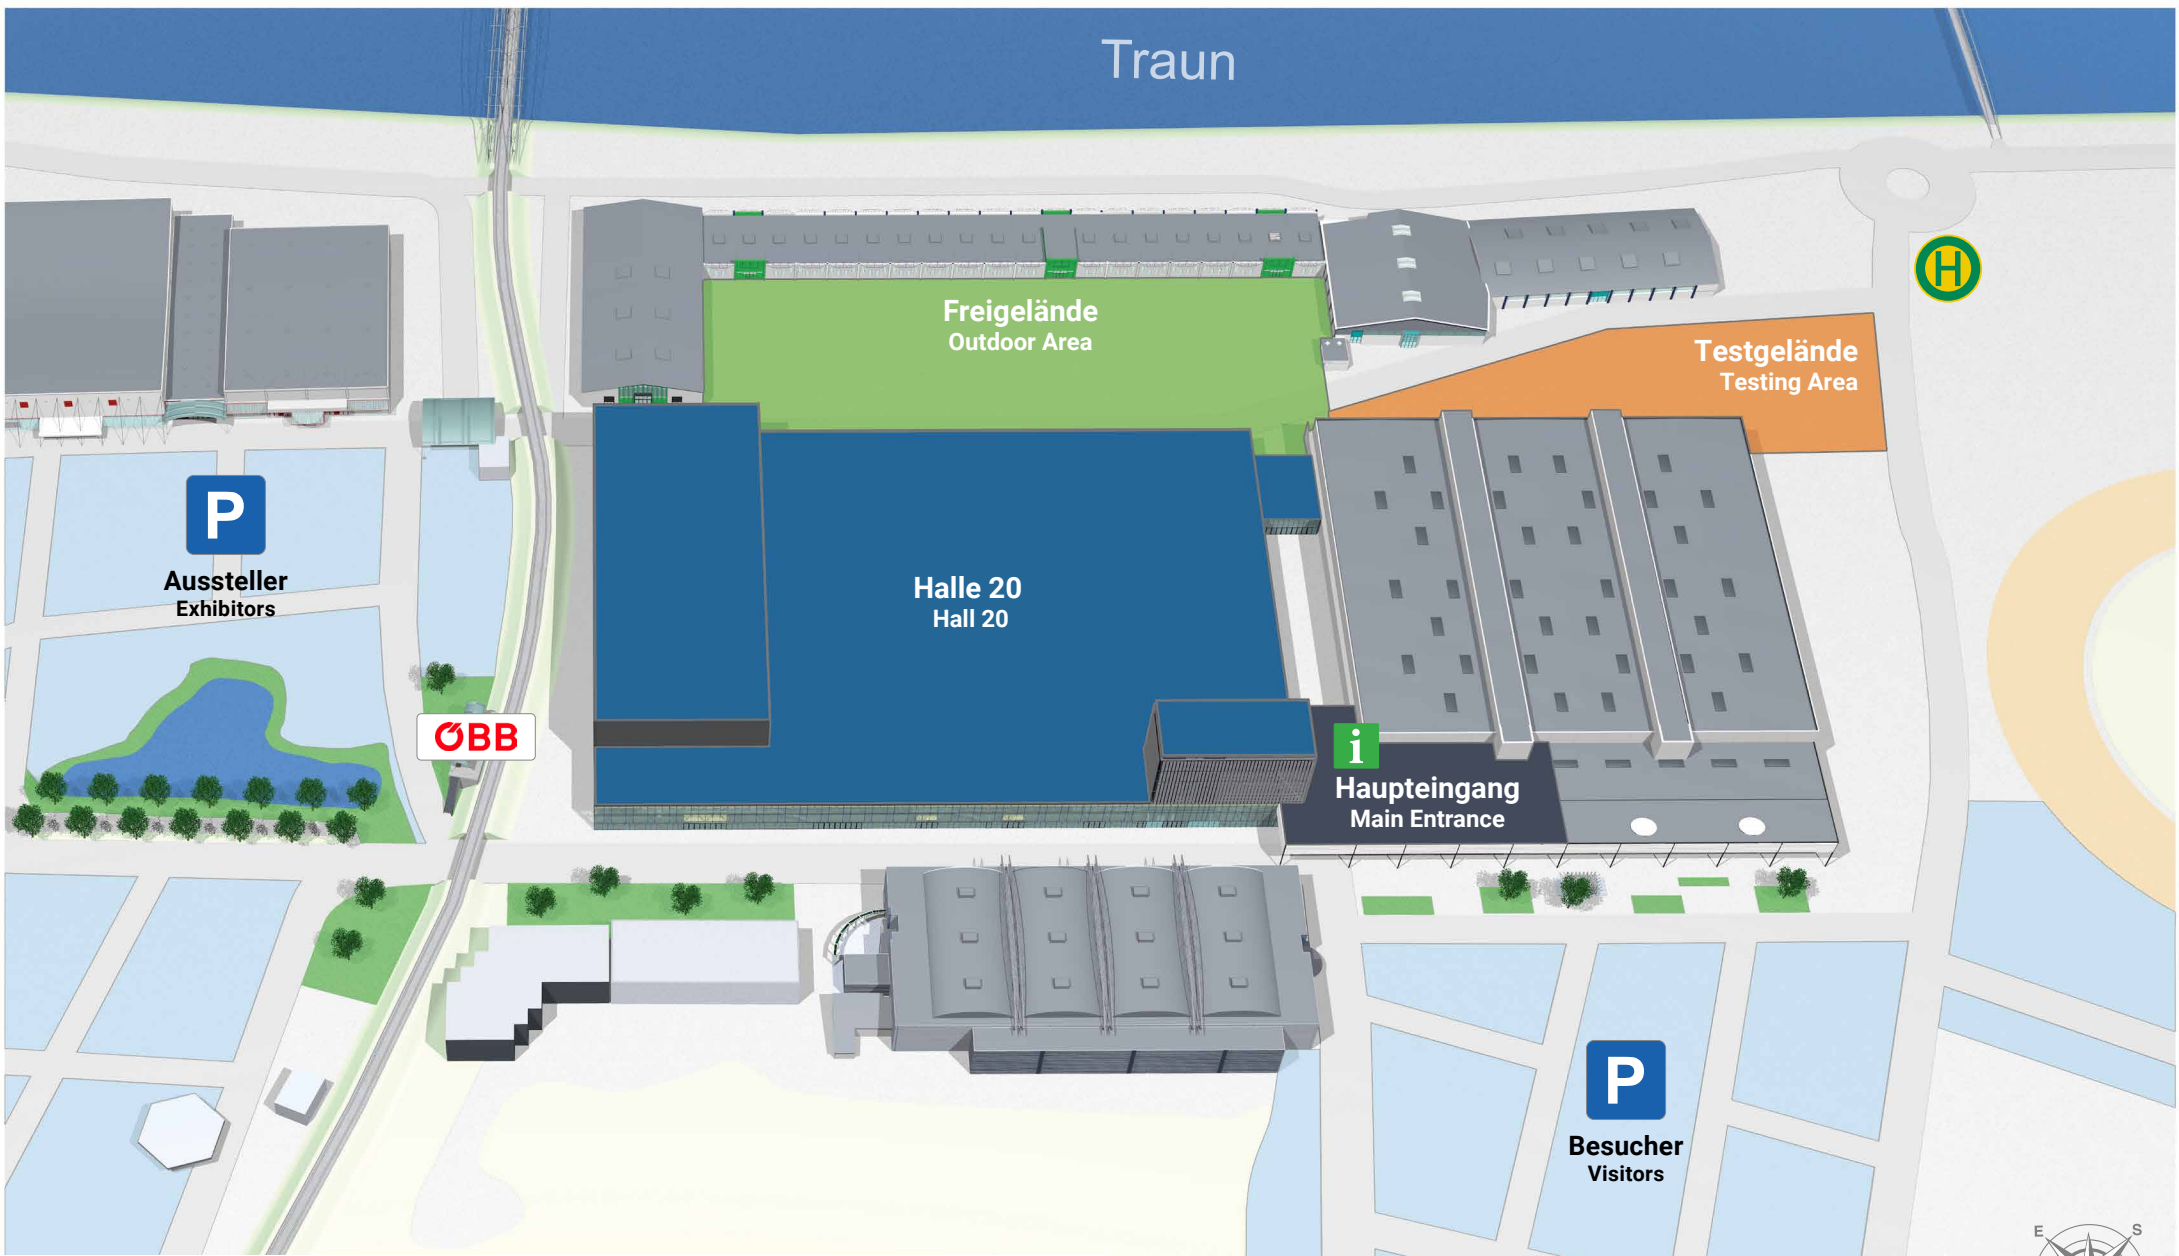 Traun
H
Freigelände
Outdoor Area
Testgelände
Testing Area
P
Aussteller
Exhibitors
Halle 20
Hall 20
ÖBB
i
Haupteingang
Main Entrance
P
Besucher
Visitors
E
S